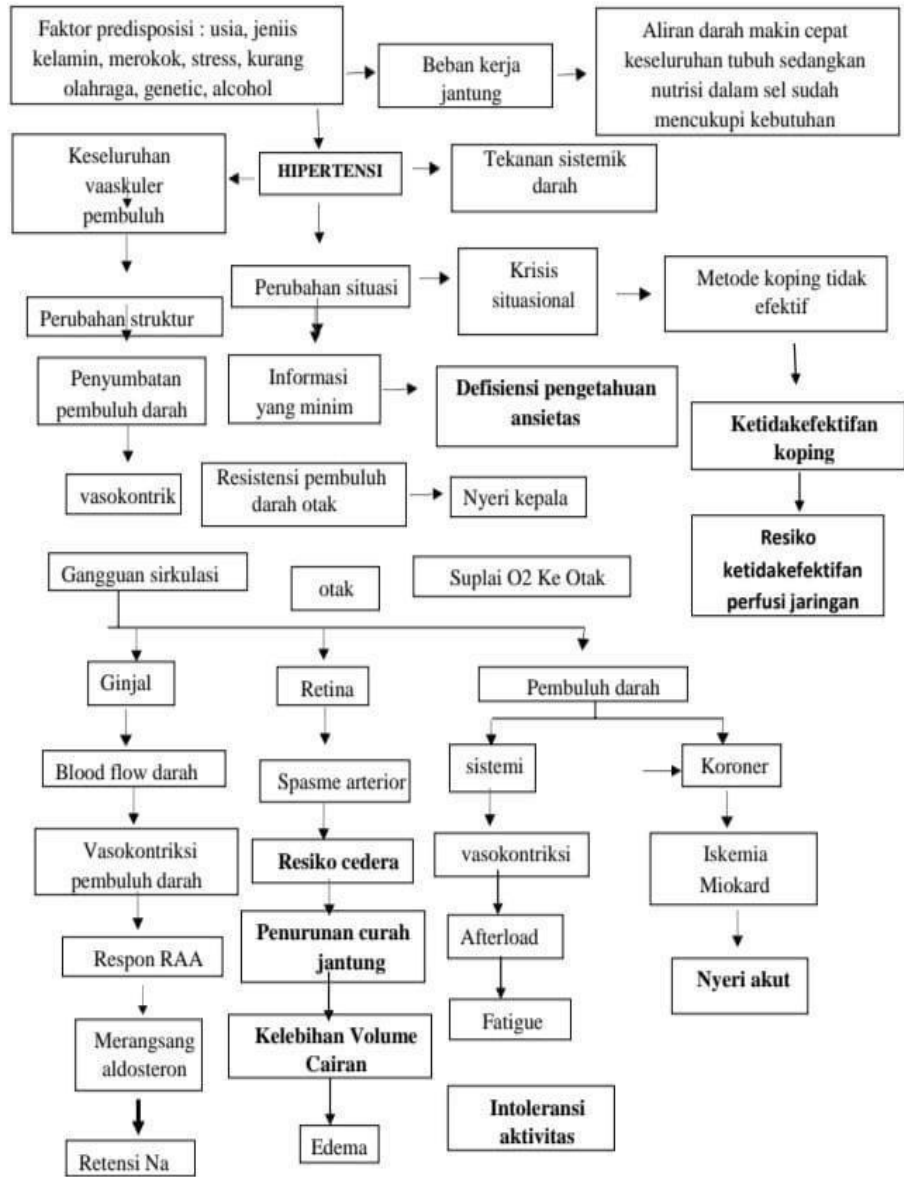 Faktor predisposisi : usia, jeniis
kelamin, merokok, stress, kurang
olahraga, genetic, alcohol
Beban kerja
jantung
Aliran darah makin cepat
keseluruhan tubuh sedangkan
nutrisi dalam sel sudah
mencukupi kebutuhan
Keseluruhan
vaaskuler
pembuluh
HIPERTENSI
Tekanan sistemik
darah
Perubahan situasi
Krisis
situasional
Metode koping tidak
efektif
Perubahan struktur
Penyumbatan
pembuluh darah
Informasi
yang minim
Defisiensi pengetahuan
ansietas
Ketidakefektifan
koping
vasokontrik
Resistensi pembuluh
darah otak
Nyeri kepala
Resiko
ketidakefektifan
perfusi jaringan
Gangguan sirkulasi
otak
Suplai O2 Ke Otak
Ginjal
Retina
Pembuluh darah
Blood flow darah
Spasme arterior
sistemi
Koroner
Vasokontriksi
pembuluh darah
Resiko cedera
vasokontriksi
Iskemia
Miokard
Respon RAA
Penurunan curah
jantung
Afterload
Nyeri akut
Merangsang
aldosteron
Kelebihan Volume
Cairan
Fatigue
Retensi Na
Edema
Intoleransi
aktivitas